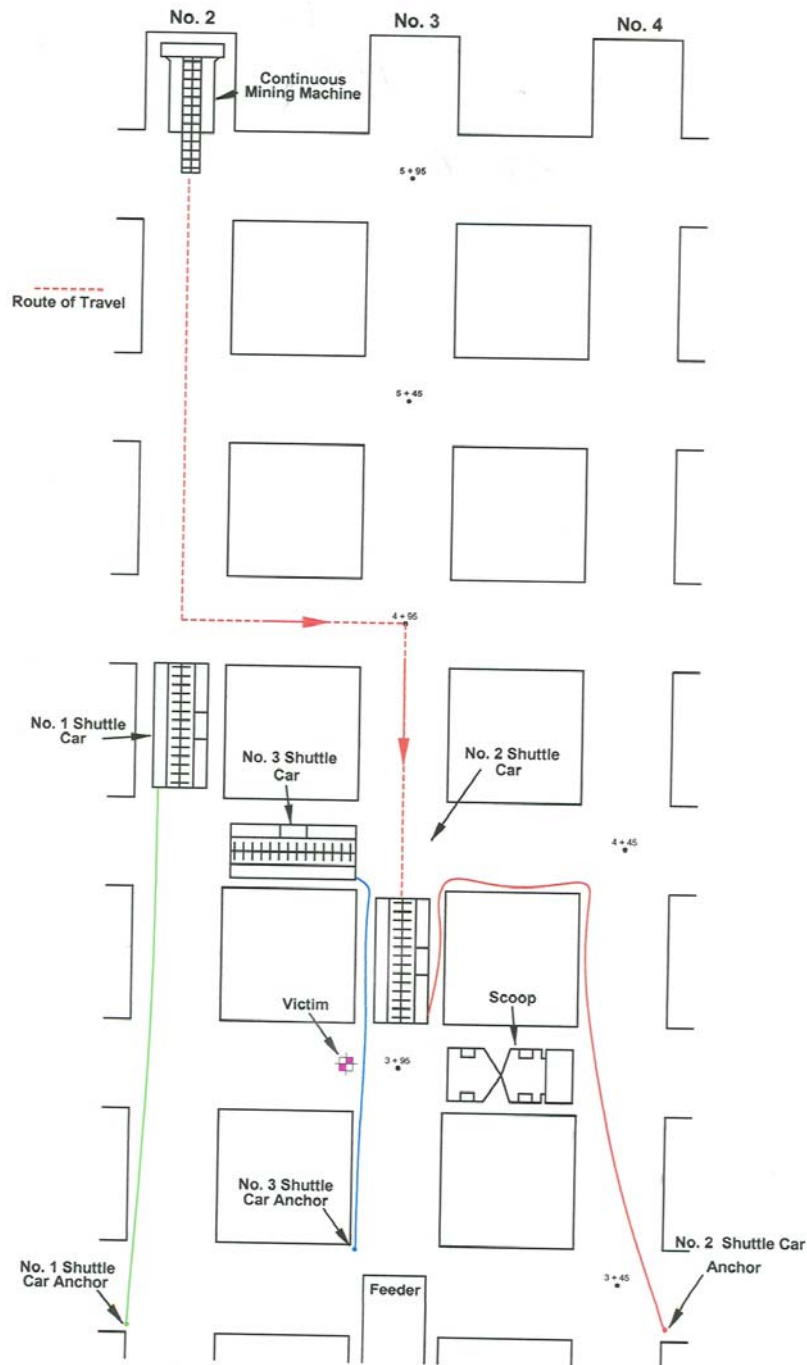 No. 2
No. 3
No. 4
Continuous
Mining Machine
5 + 95
Route of Travel
5 + 45
4 + 95
No. 1 Shuttle
Car
No. 3 Shuttle
Car
No. 2 Shuttle
Car
4 + 45
Victim
Scoop
3 + 95
No. 3 Shuttle
Car Anchor
No. 2 Shuttle Car
Anchor
No. 1 Shuttle
Car Anchor
Feeder
3 + 45